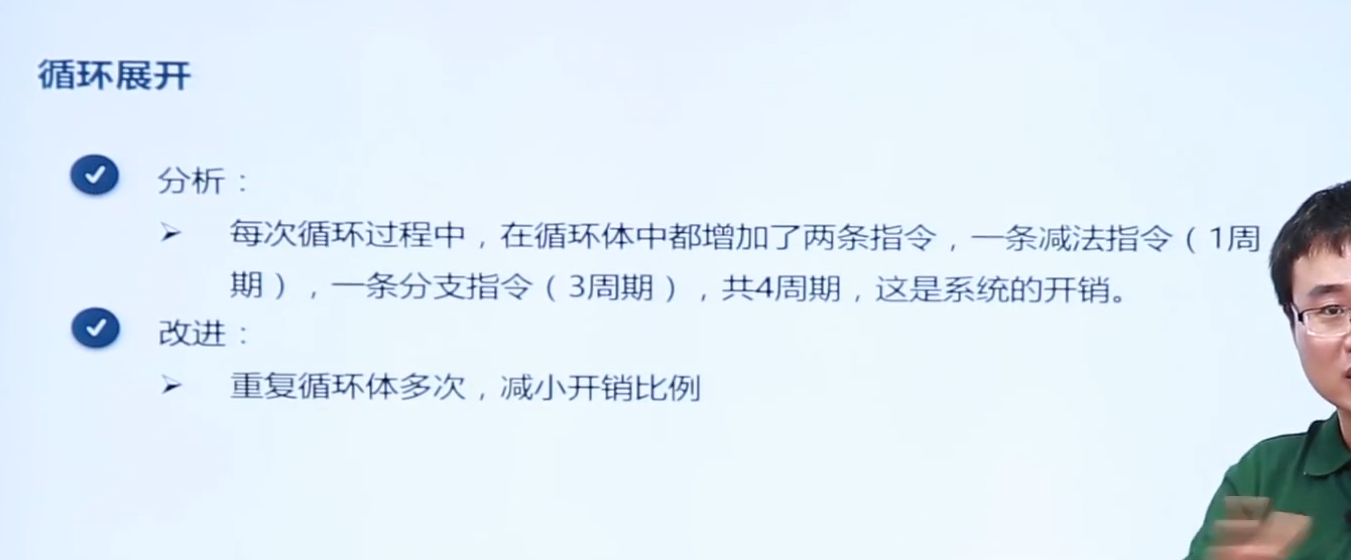 循环展开
分析：
每次循环过程中，在循环体中都增加了两条指令，一条减法指令（1周
期），一条分支指令（3周期），共4周期，这是系统的开销。
改进：
重复循环体多次，减小开销比例